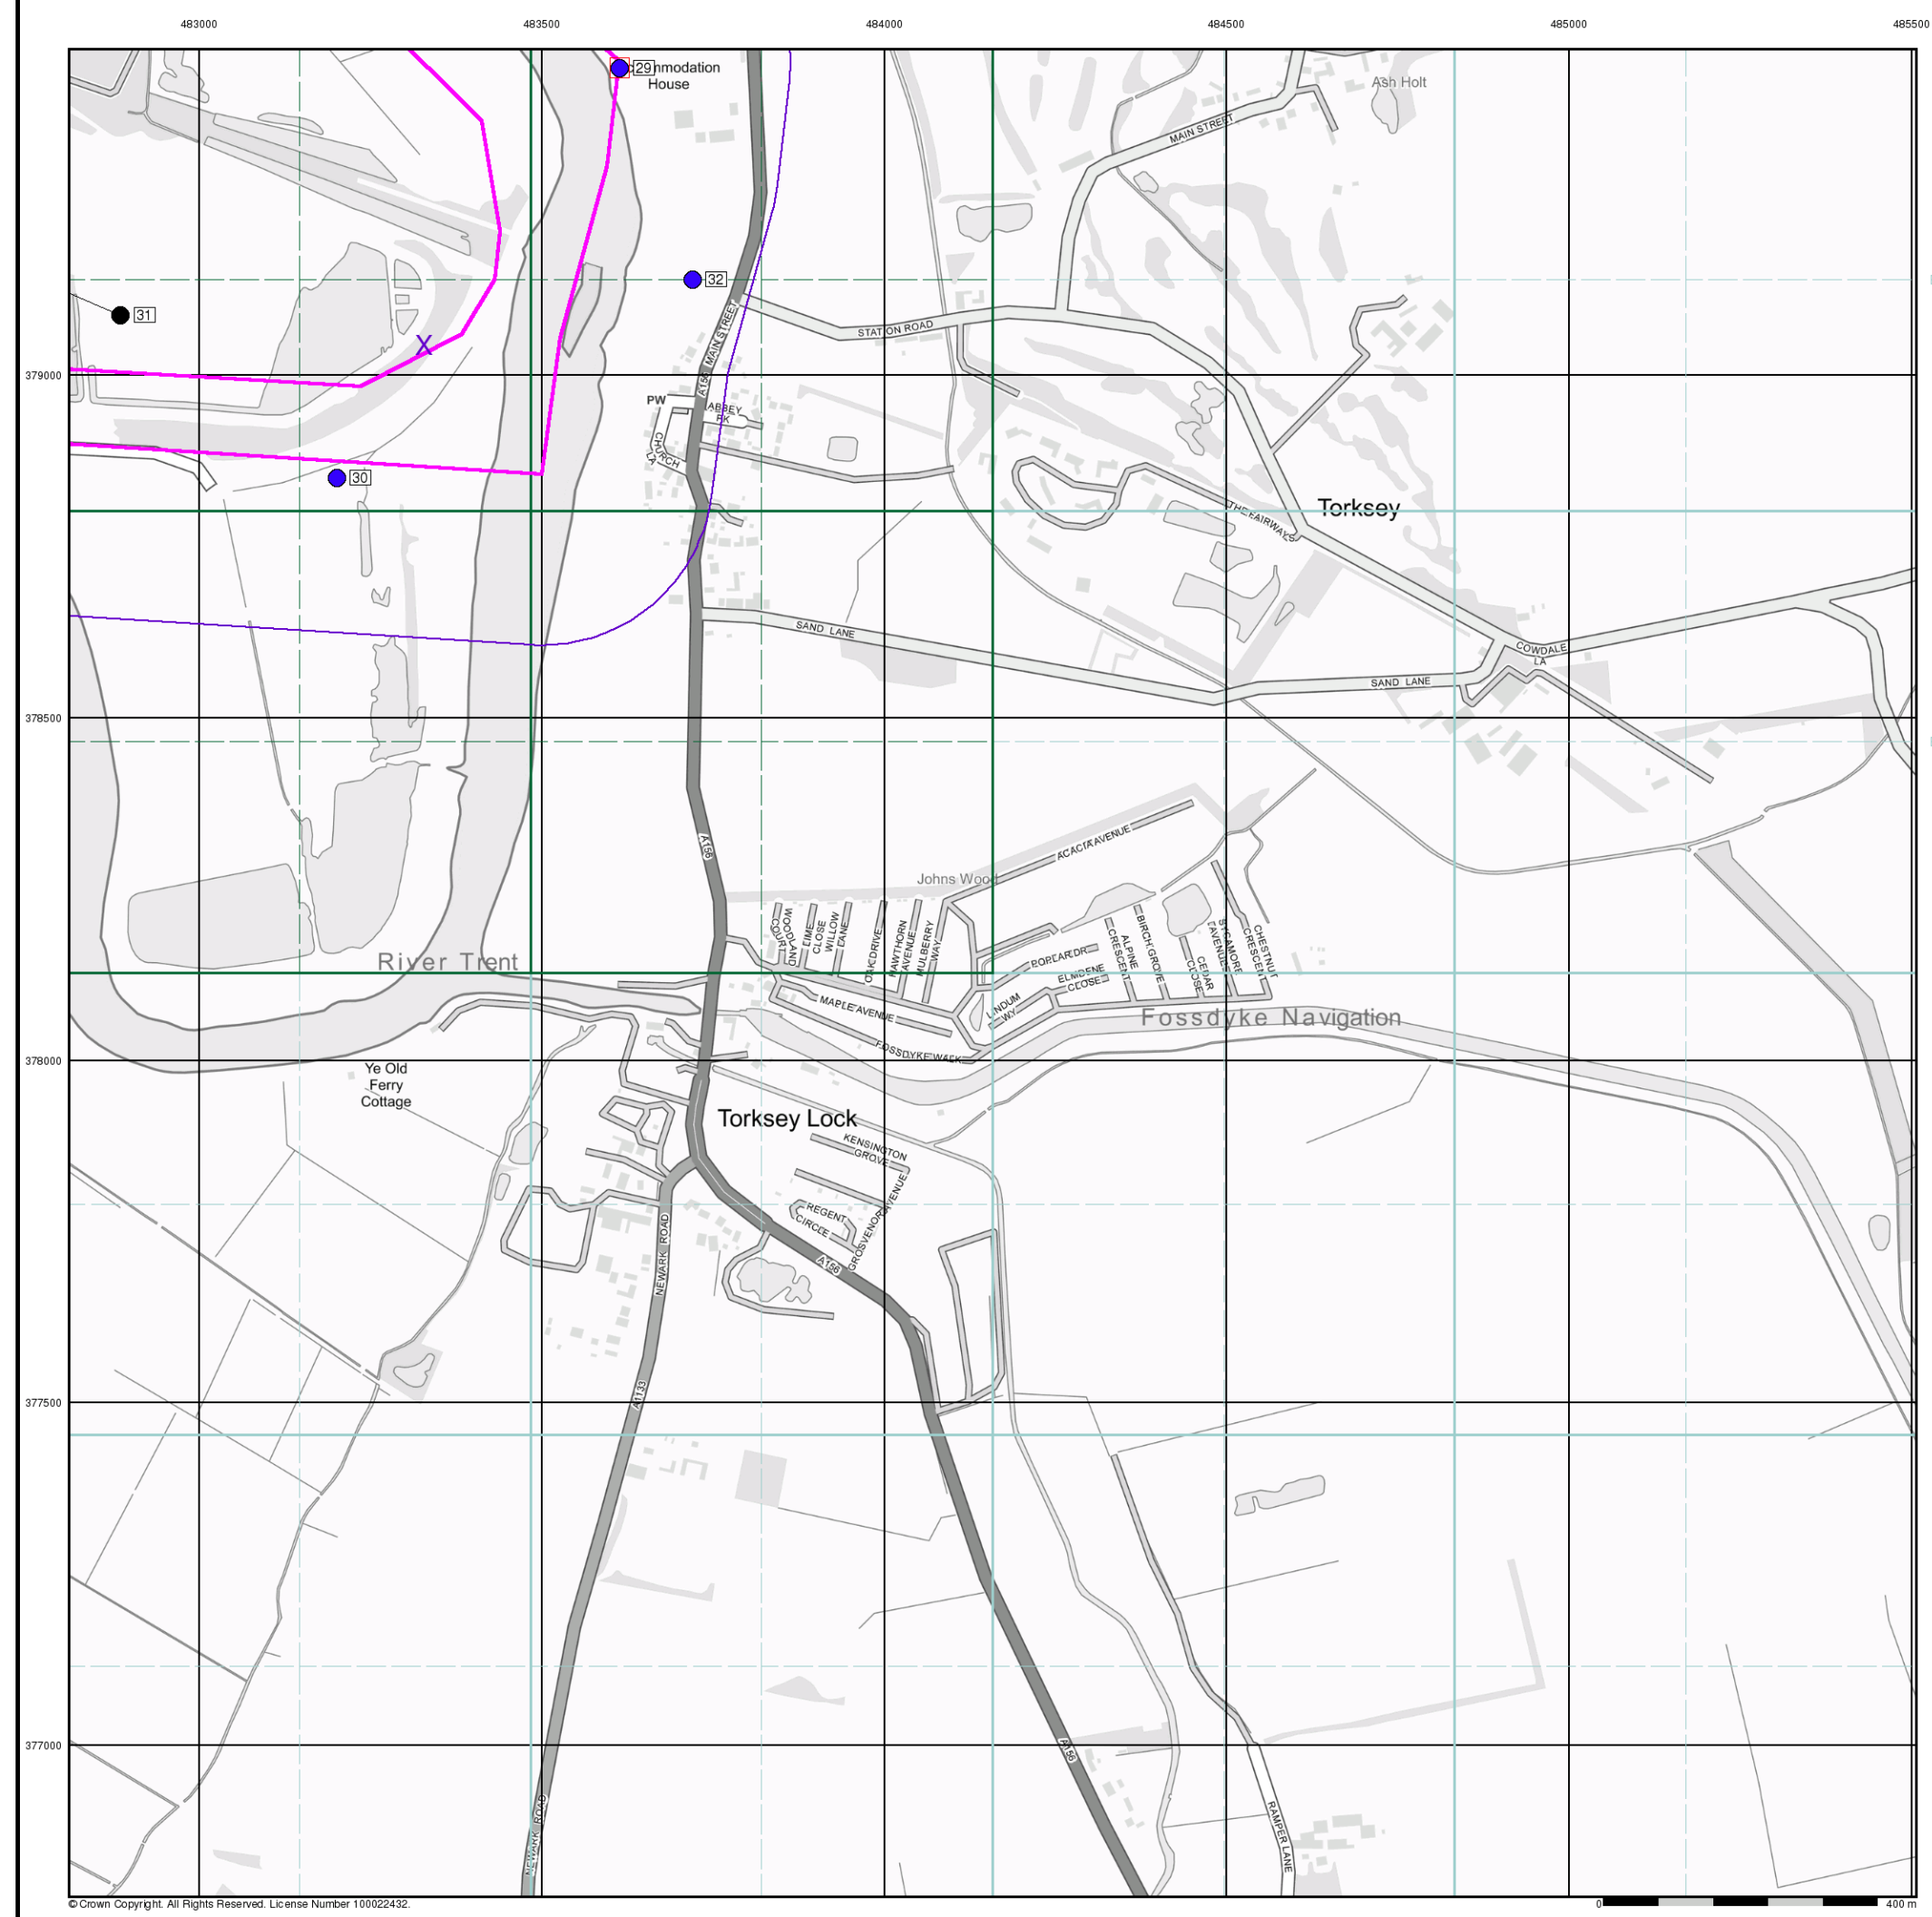 483000
483500
484000
484500
485000
485500
29
mmodation
House
Ash Holt
MAIN STREET
32
31
A156 MAIN STREET
STATION ROAD
X
379000
PW
ABBEY
PK
CHURCH
LA
30
Torksey
THE FAIRWAYS
SAND LANE
COWDALE
LA
SAND LANE
378500
A156
ACACIA AVENUE
Johns Wood
WOODLAND
COURT
LIME
CLOSE
WILLOW
LANE
OAK DRIVE
HAWTHORN
AVENUE
MULBERRY
WAY
POPLAR DR
ELMDENE
CLOSE
ALPINE
CRESCENT
BIRCH GROVE
CEDAR
CLOSE
SYCAMORE
AVENUE
CHESTNUT
CRESCENT
River Trent
MAPLE AVENUE
LINDUM
WY
Fossdyke Navigation
FOSSDYKE WALK
378000
Ye Old
Ferry
Cottage
Torksey Lock
KENSINGTON
GROVE
REGENT
CIRCLE
GROSVENOR AVENUE
NEWARK ROAD
A156
377500
A1133
377000
A156
NEWARK ROAD
RAMPER LANE
© Crown Copyright. All Rights Reserved. License Number 100022432.
0
400 m